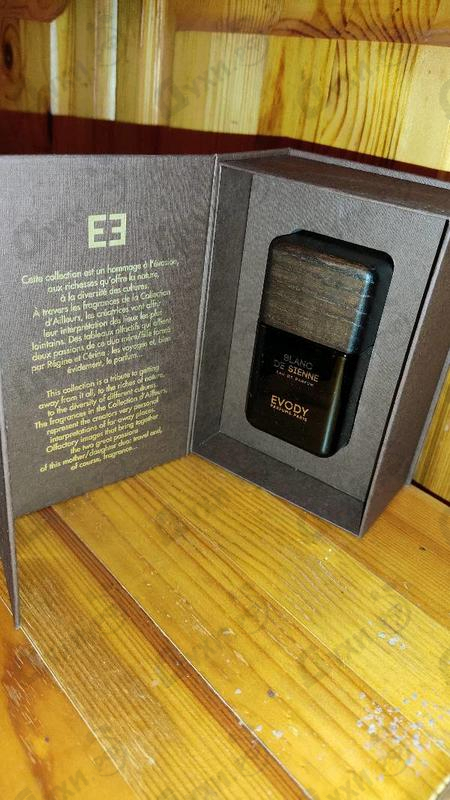 Cette collection est un hommage à l'évasion,
aux richesses qu'offre la nature,
à la diversité des cultures.
À travers les fragrances de la Collection
d'Ailleurs, les créatrices vont offrir
leur interprétation des lieux les plus
lointains. Des tableaux olfactifs qui allient
deux passions de ce duo mère/fille formé
par Régine et Cérine : les voyages et, bien
évidement, le parfum...
This collection is a tribute to getting
away from it all, to the riches of nature,
to the diversity of different cultures.
The fragrances in the Collection d'Ailleurs
represent the creators very personal
interpretations of far away places.
Olfactory images that bring together
the two great passions
of this mother/daughter duo: travel and,
of course, fragrance...
BLANC
DE SIENNE
EAU DE PARFUM
EVODY
PARFUMS PARIS